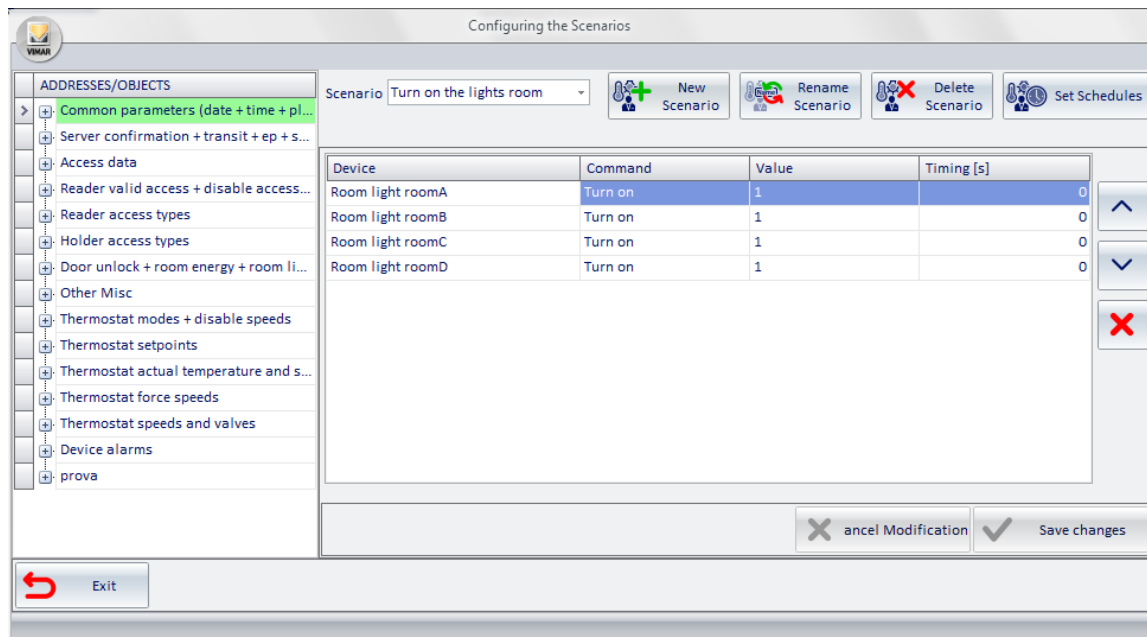 Configuring the Scenarios
VIMAR
ADDRESSES/OBJECTS
Common parameters (date + time + pl...
Server confirmation + transit + ep + s...
Access data
Reader valid access + disable access...
Reader access types
Holder access types
Door unlock + room energy + room li...
Other Misc
Thermostat modes + disable speeds
Thermostat setpoints
Thermostat actual temperature and s...
Thermostat force speeds
Thermostat speeds and valves
Device alarms
prova
Scenario Turn on the lights room
New Scenario
Name!
Rename Scenario
Delete Scenario
Set Schedules
Device Command Value Timing [s]
Room light roomA Turn on 1 0
Room light roomB Turn on 1 0
Room light roomC Turn on 1 0
Room light roomD Turn on 1 0
ancel Modification
Save changes
Exit